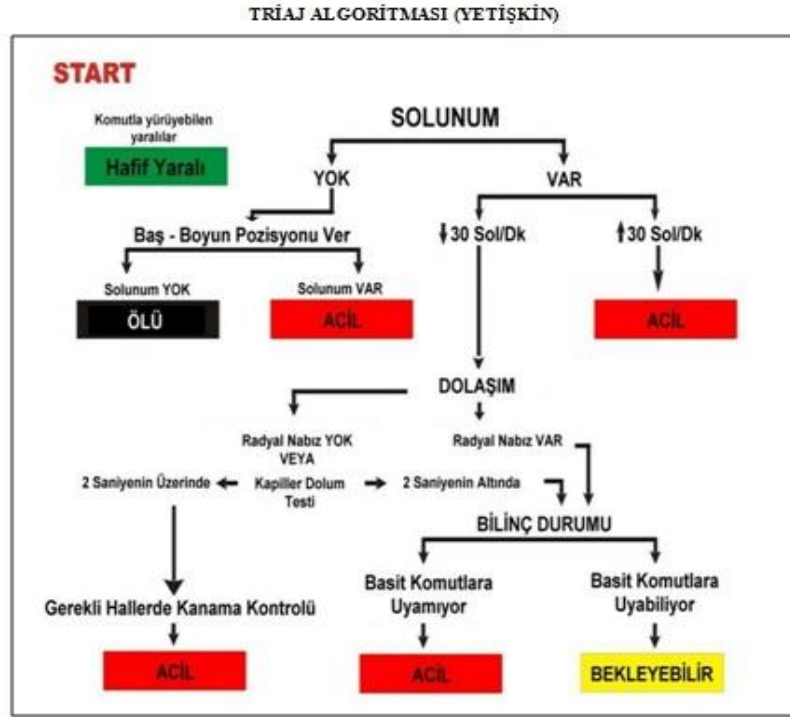 TRİAJ ALGORİTMASI (YETİŞKİN)
START
Komutla yürüyebilen
yaralılar
Hafif Yaralı
SOLUNUM
YOK
VAR
Baş - Boyun Pozisyonu Ver
30 Sol/Dk
30 Sol/Dk
Solunum YOK
Solunum VAR
ÖLÜ
ACİL
ACİL
DOLAŞIM
Radyal Nabız YOK
VEYA
Radyal Nabız VAR
2 Saniyenin Üzerinde
Kapiller Dolum
Testi
2 Saniyenin Altında
BİLİNÇ DURUMU
Gerekli Hallerde Kanama Kontrolü
Basit Komutlara
Uyamıyor
Basit Komutlara
Uyabiliyor
ACİL
ACİL
BEKLEYEBİLİR